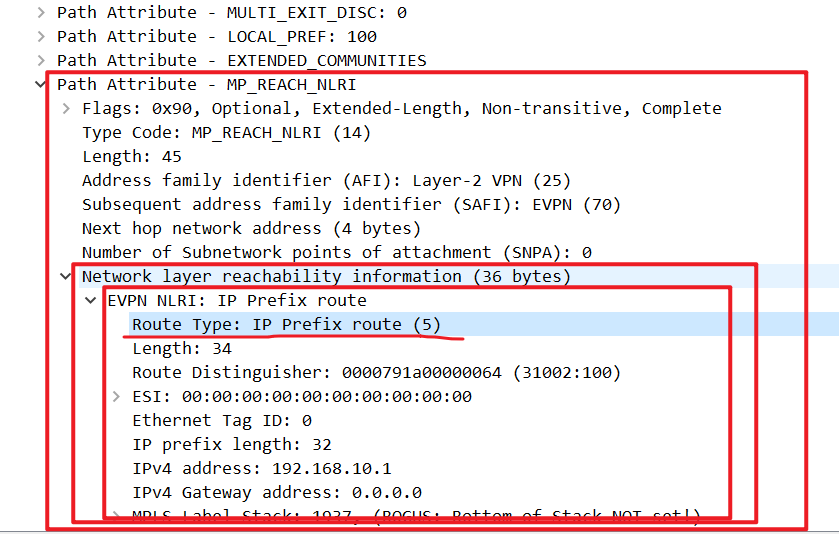 Path Attribute - MULTI_EXIT_DISC: 0
Path Attribute - LOCAL_PREF: 100
Path Attribute - EXTENDED_COMMUNITIES
Path Attribute - MP_REACH_NLRI
Flags: 0x90, Optional, Extended-Length, Non-transitive, Complete
Type Code: MP_REACH_NLRI (14)
Length: 45
Address family identifier (AFI): Layer-2 VPN (25)
Subsequent address family identifier (SAFI): EVPN (70)
Next hop network address (4 bytes)
Number of Subnetwork points of attachment (SNPA): 0
Network layer reachability information (36 bytes)
EVPN NLRI: IP Prefix route
Route Type: IP Prefix route (5)
Length: 34
Route Distinguisher: 0000791a00000064 (31002:100)
ESI: 00:00:00:00:00:00:00:00:00:00
Ethernet Tag ID: 0
IP prefix length: 32
IPv4 address: 192.168.10.1
IPv4 Gateway address: 0.0.0.0
MPLS Label Stack: 1937, (BOGUS: Bottom of Stack NOT set!)